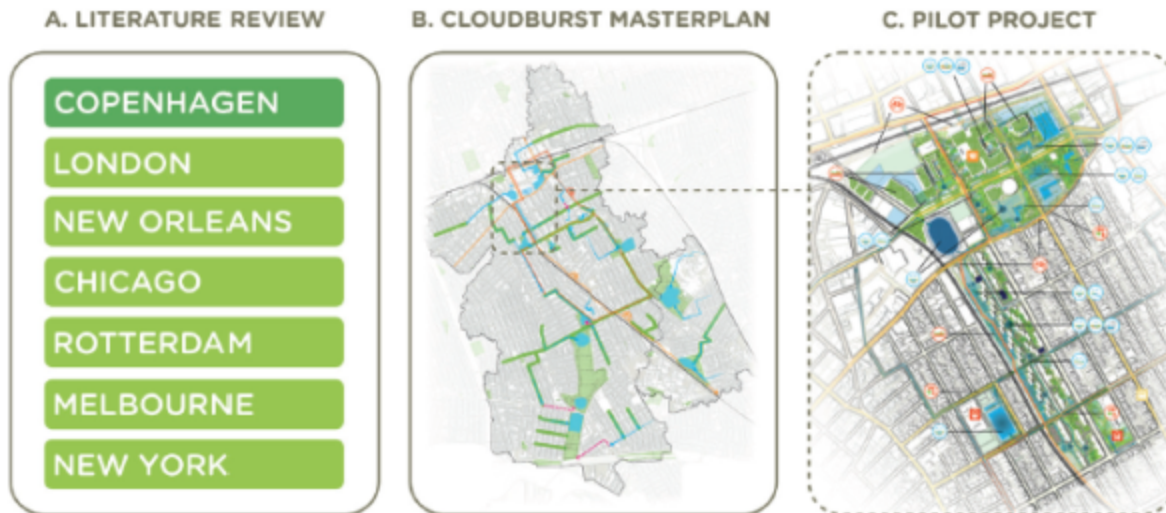 A. LITERATURE REVIEW
COPENHAGEN
LONDON
NEW ORLEANS
CHICAGO
ROTTERDAM
MELBOURNE
NEW YORK
B. CLOUDBURST MASTERPLAN
C. PILOT PROJECT